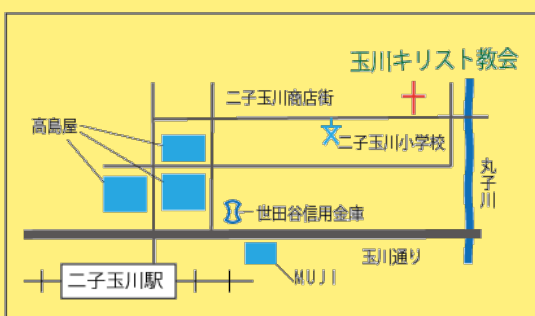 玉川キリスト教会
二子玉川商店街
高島屋
二子玉川小学校
丸子川
世田谷信用金庫
玉川通り
二子玉川駅
MUJI